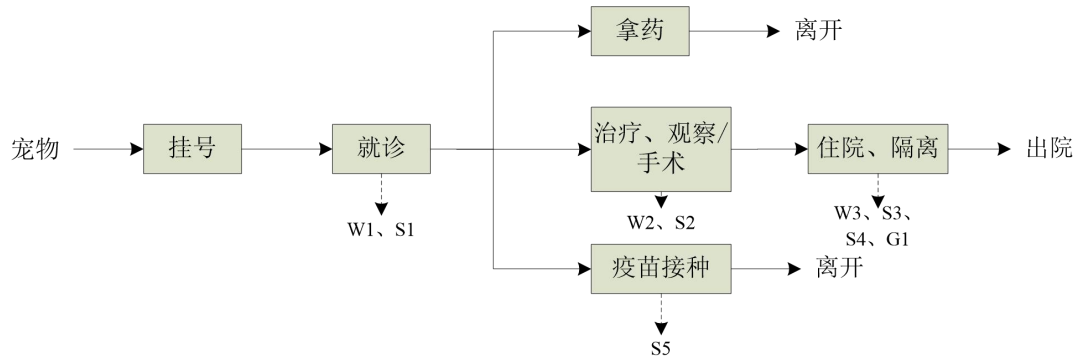 拿药
离开
宠物
挂号
就诊
治疗、观察/
手术
住院、隔离
出院
W1、S1
W2、S2
W3、S3、
S4、G1
疫苗接种
离开
S5